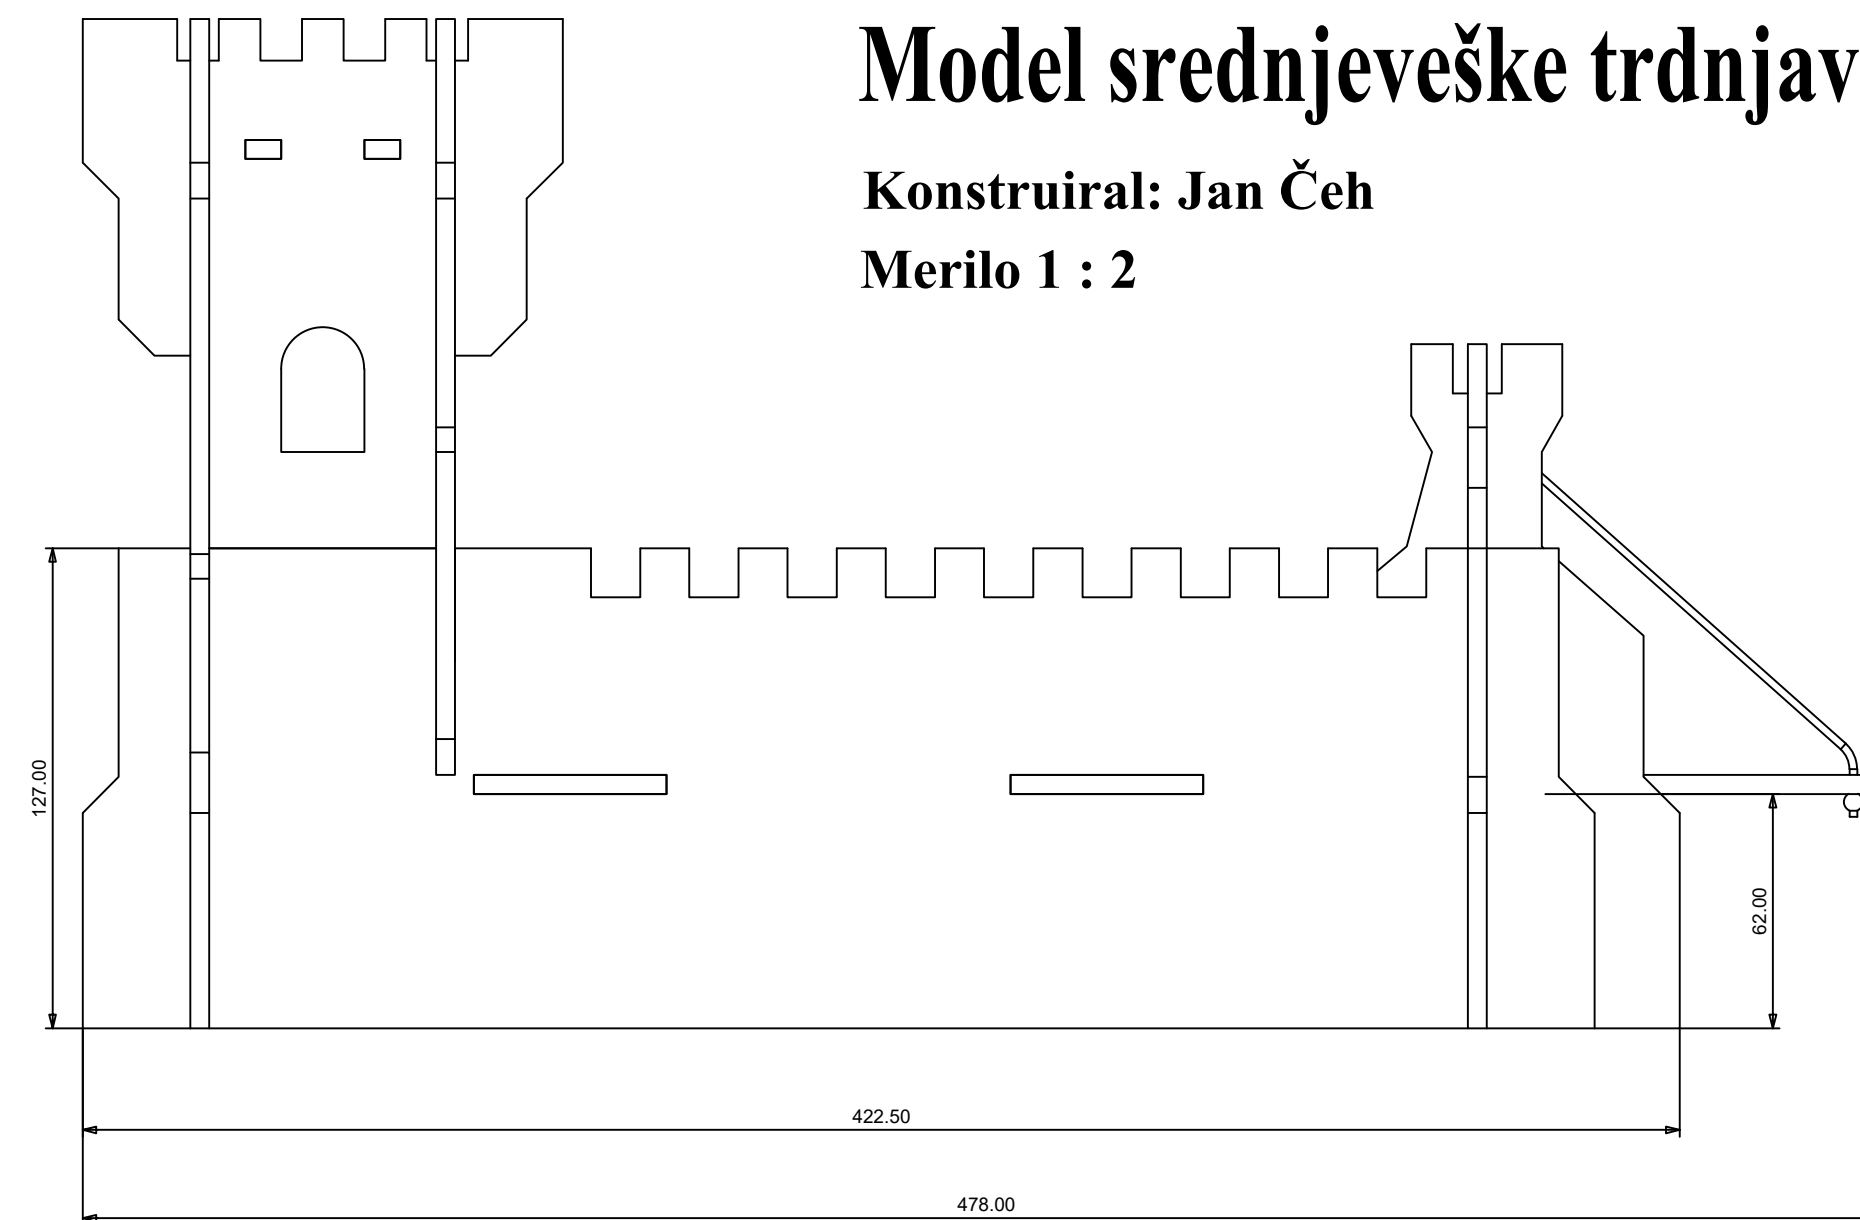 Model srednjeveške trdnjav
Konstruiral: Jan Čeh
Merilo 1 : 2
127.00
62.00
422.50
478.00